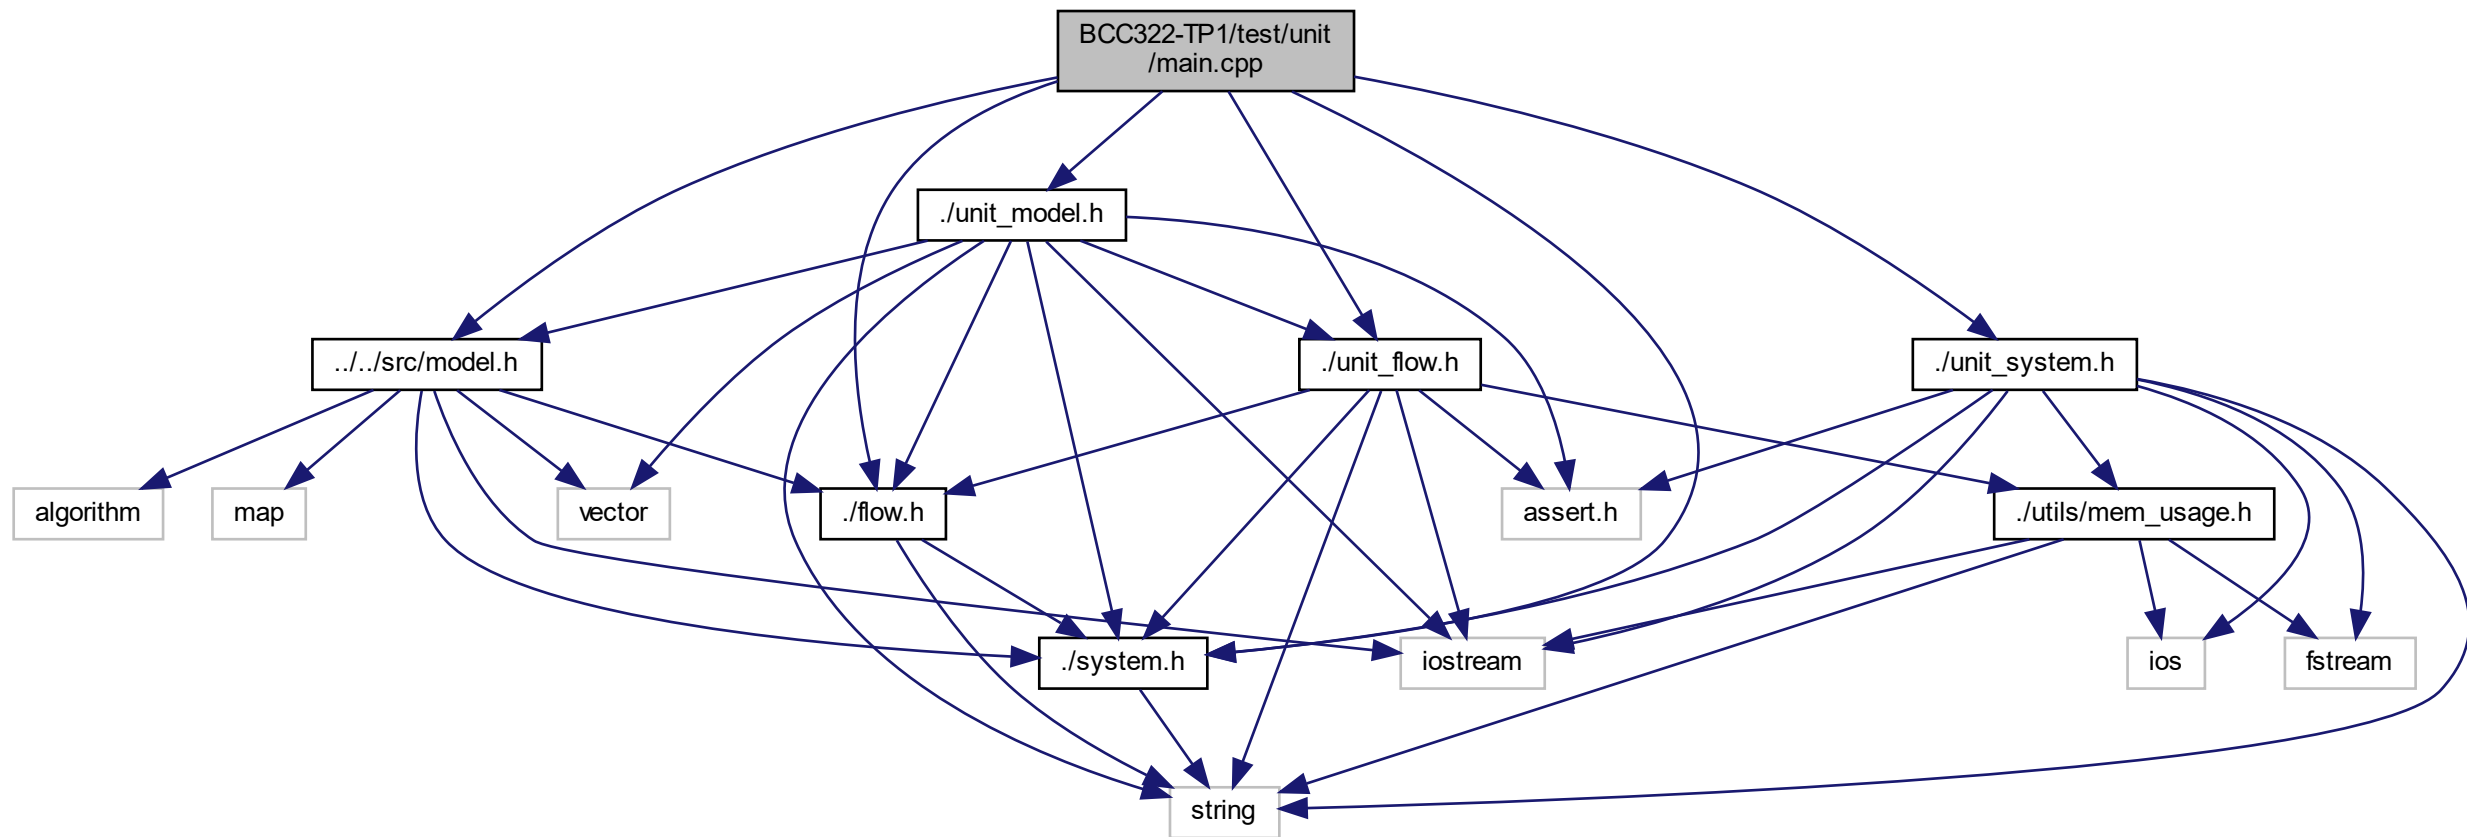 BCC322-TP1/test/unit
/main.cpp
./unit_model.h
../../src/model.h
./unit_flow.h
./unit_system.h
algorithm
map
vector
./flow.h
assert.h
./utils/mem_usage.h
./system.h
iostream
ios
fstream
string